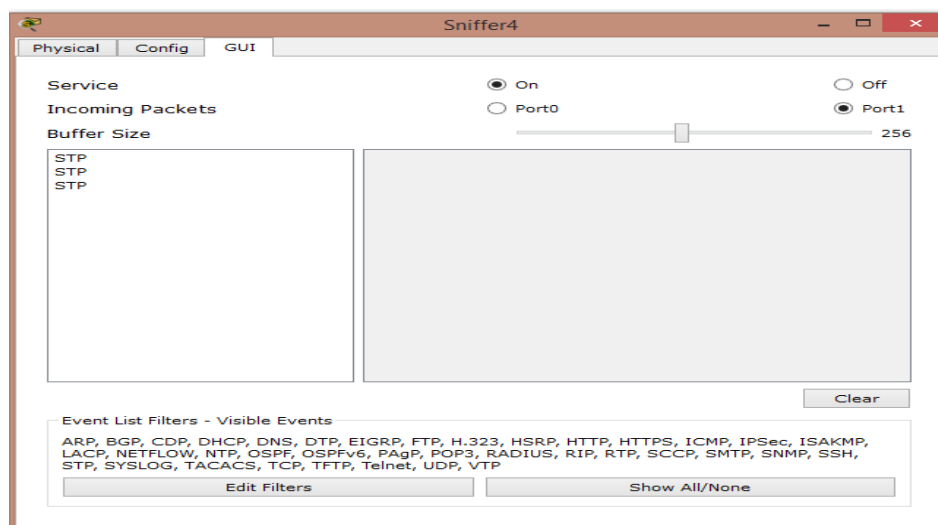 Sniffer4
Physical Config GUI
Service On Off
Incoming Packets Port0 Port1
Buffer Size 256
STP
STP
STP
Clear
Event List Filters - Visible Events
ARP, BGP, CDP, DHCP, DNS, DTP, EIGRP, FTP, H.323, HSRP, HTTP, HTTPS, ICMP, IPSec, ISAKMP,
LACP, NETFLOW, NTP, OSPF, OSPFv6, PAgP, POP3, RADIUS, RIP, RTP, SCCP, SMTP, SNMP, SSH,
STP, SYSLOG, TACACS, TCP, TFTP, Telnet, UDP, VTP
Edit Filters Show All/None